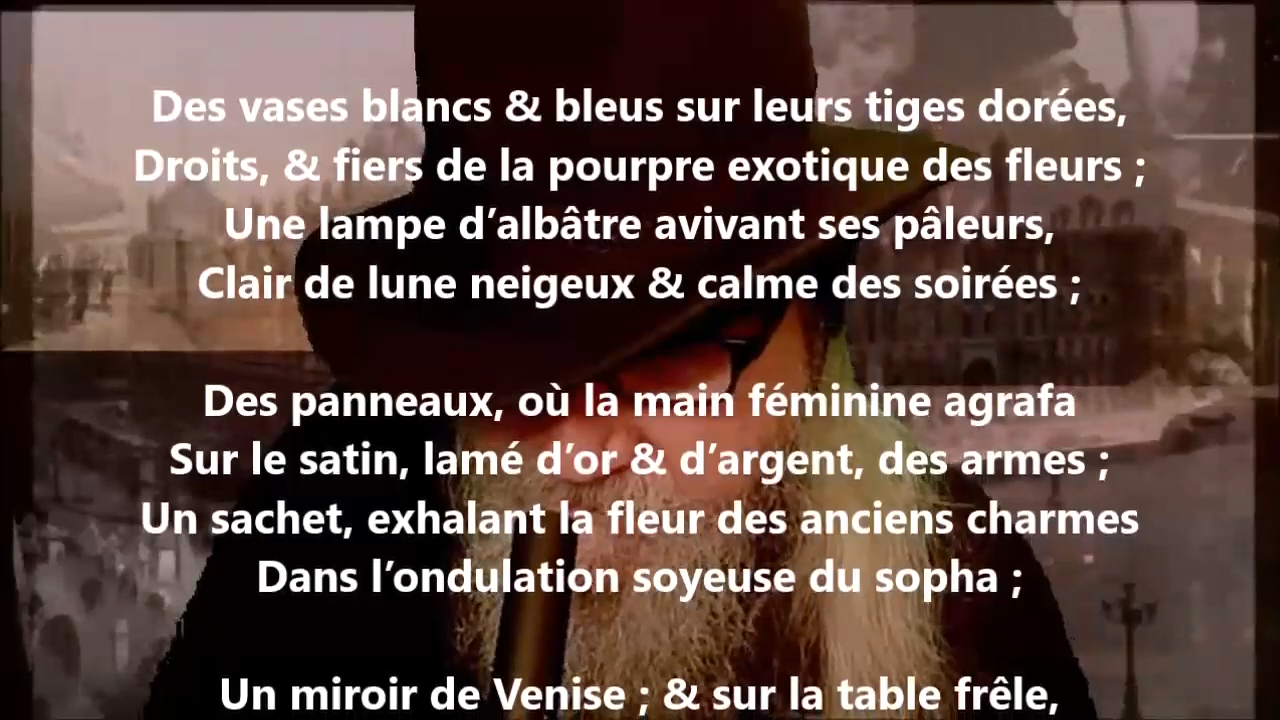 Des vases blancs & bleus sur leurs tiges dorées,
Droits, & fiers de la pourpre exotique des fleurs ;
Une lampe d’albâtre avivant ses pâleurs,
Clair de lune neigeux & calme des soirées ;
Des panneaux, où la main féminine agrafa
Sur le satin, lamé d’or & d’argent, des armes ;
Un sachet, exhalant la fleur des anciens charmes
Dans l’ondulation soyeuse du sopha ;
Un miroir de Venise ; & sur la table frêle,